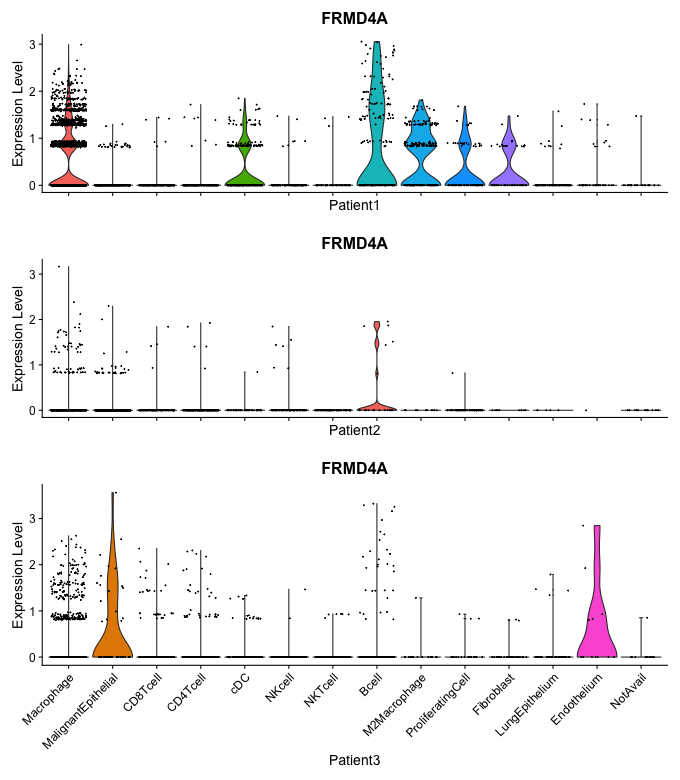 FRMD4A
Expression Level
3
2
1
0
Patient1
FRMD4A
Expression Level
3
2
1
0
Patient2
FRMD4A
Expression Level
3
2
1
0
Macrophage
MalignantEpithelial
CD8Tcell
CD4Tcell
cDC
NKcell
NKTcell
Bcell
M2Macrophage
ProliferatingCell
Fibroblast
LungEpithelium
Endothelium
NotAvail
Patient3